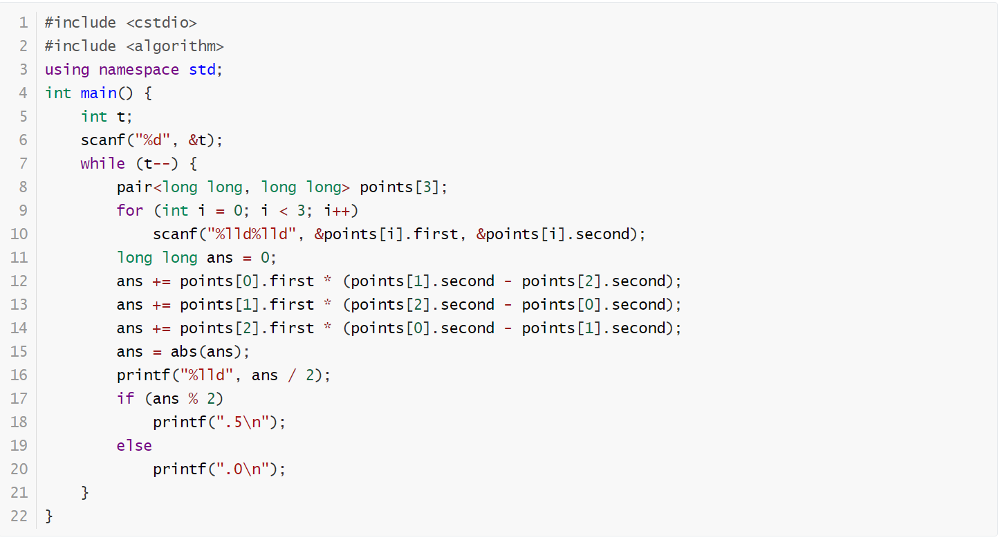 1 #include <cstdio>
2 #include <algorithm>
3 using namespace std;
4 int main() {
5     int t;
6     scanf("%d", &t);
7     while (t--) {
8         pair<long long, long long> points[3];
9         for (int i = 0; i < 3; i++)
10             scanf("%lld%lld", &points[i].first, &points[i].second);
11         long long ans = 0;
12         ans += points[0].first * (points[1].second - points[2].second);
13         ans += points[1].first * (points[2].second - points[0].second);
14         ans += points[2].first * (points[0].second - points[1].second);
15         ans = abs(ans);
16         printf("%lld", ans / 2);
17         if (ans % 2)
18             printf(".5\n");
19         else
20             printf(".0\n");
21     }
22 }